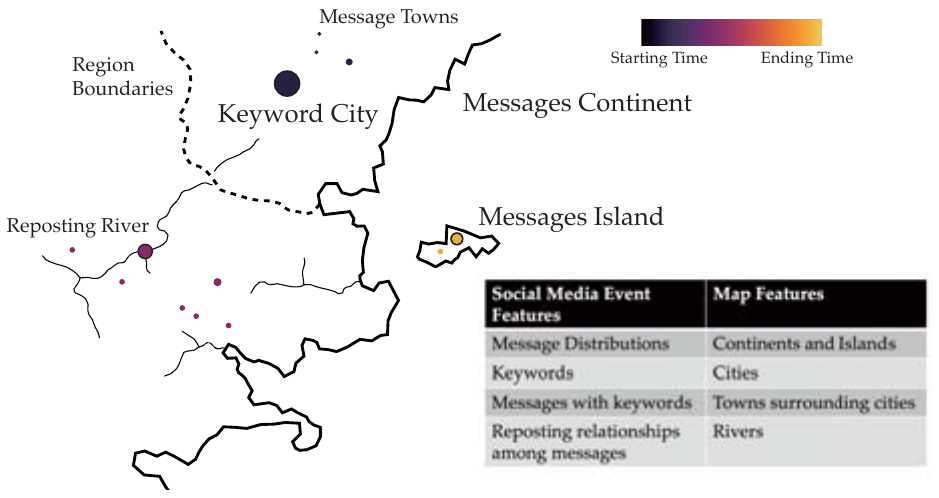 Message Towns
Starting Time
Ending Time
Region
Boundaries
Keyword City
Messages Continent
Reposting River
Messages Island
Social Media Event Features
Map Features
Message Distributions
Continents and Islands
Keywords
Cities
Messages with keywords
Towns surrounding cities
Reposting relationships
among messages
Rivers